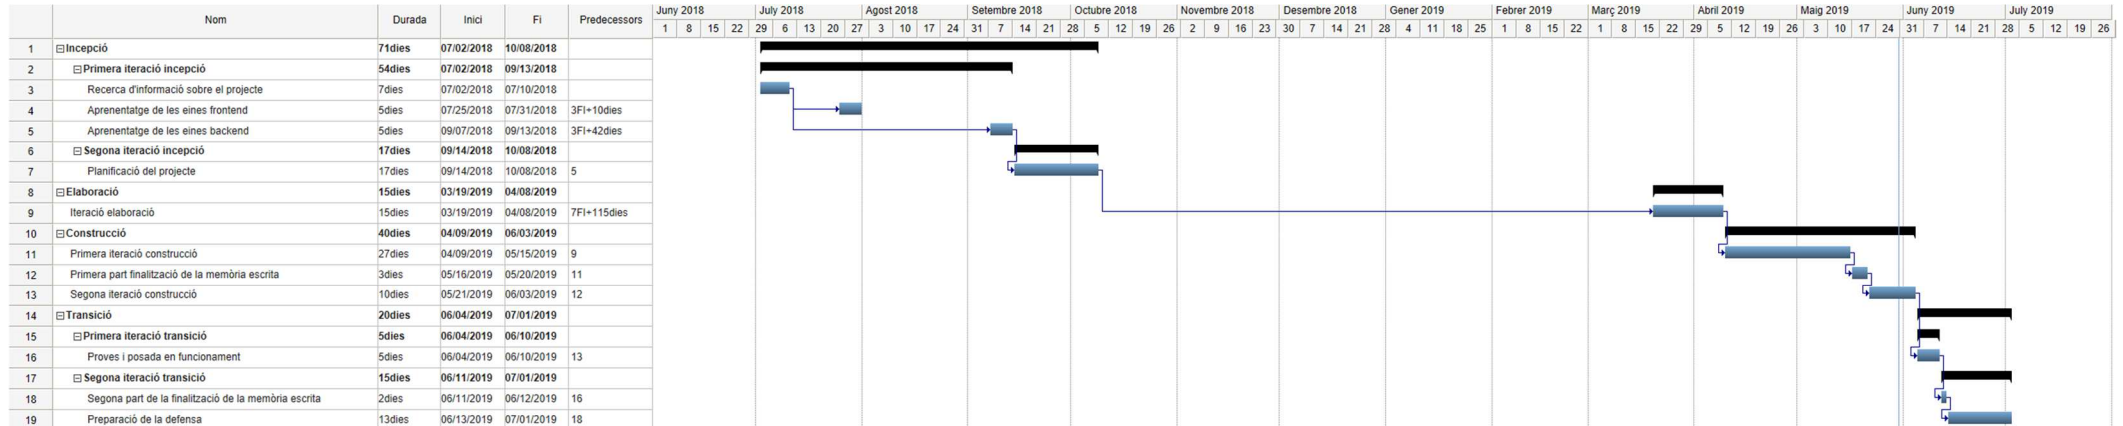 Nom Durada Inici Fi Predecessors
Juny 2018 July 2018 Agost 2018 Setembre 2018 Octubre 2018 Novembre 2018 Desembre 2018 Gener 2019 Febrer 2019 Març 2019 Abril 2019 Maig 2019 Juny 2019 July 2019
1 8 15 22 29 6 13 20 27 3 10 17 24 31 7 14 21 28 5 12 19 26 2 9 16 23 30 7 14 21 28 4 11 18 25 1 8 15 22 1 8 15 22 29 5 12 19 26 3 10 17 24 31 7 14 21 28 5 12 19 26
1 Incepció 71dies 07/02/2018 10/08/2018
2 Primera iteració incepció 54dies 07/02/2018 09/13/2018
3 Recerca d'informació sobre el projecte 7dies 07/02/2018 07/10/2018
4 Aprenentatge de les eines frontend 5dies 07/25/2018 07/31/2018 3FI+10dies
5 Aprenentatge de les eines backend 5dies 09/07/2018 09/13/2018 3FI+42dies
6 Segona iteració incepció 17dies 09/14/2018 10/08/2018
7 Planificació del projecte 17dies 09/14/2018 10/08/2018 5
8 Elaboració 15dies 03/19/2019 04/08/2019
9 Iteració elaboració 15dies 03/19/2019 04/08/2019 7FI+115dies
10 Construcció 40dies 04/09/2019 06/03/2019
11 Primera iteració construcció 27dies 04/09/2019 05/15/2019 9
12 Primera part finalització de la memòria escrita 3dies 05/16/2019 05/20/2019 11
13 Segona iteració construcció 10dies 05/21/2019 06/03/2019 12
14 Transició 20dies 06/04/2019 07/01/2019
15 Primera iteració transició 5dies 06/04/2019 06/10/2019
16 Proves i posada en funcionament 5dies 06/04/2019 06/10/2019 13
17 Segona iteració transició 15dies 06/11/2019 07/01/2019
18 Segona part de la finalització de la memòria escrita 2dies 06/11/2019 06/12/2019 16
19 Preparació de la defensa 13dies 06/13/2019 07/01/2019 18